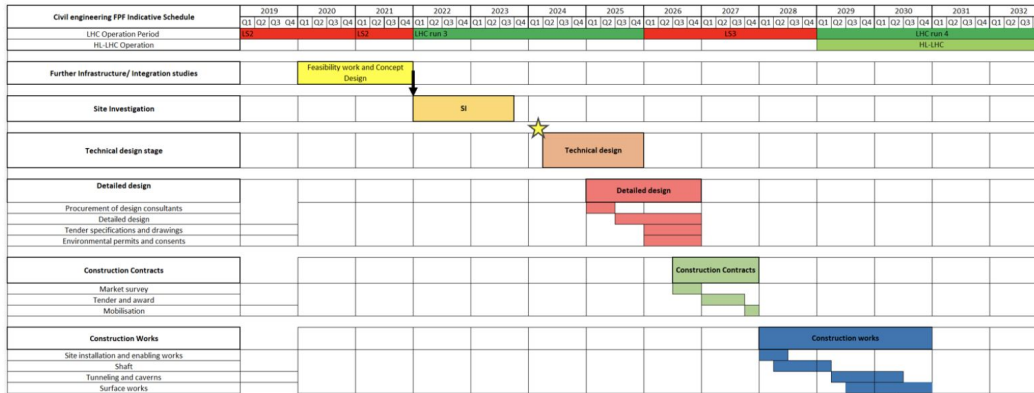 Civil engineering FPF Indicative Schedule
2019 2020 2021 2022 2023 2024 2025 2026 2027 2028 2029 2030 2031 2032
Q1 Q2 Q3 Q4 Q1 Q2 Q3 Q4 Q1 Q2 Q3 Q4 Q1 Q2 Q3 Q4 Q1 Q2 Q3 Q4 Q1 Q2 Q3 Q4 Q1 Q2 Q3 Q4 Q1 Q2 Q3 Q4 Q1 Q2 Q3 Q4 Q1 Q2 Q3 Q4 Q1 Q2 Q3 Q4 Q1 Q2 Q3 Q4 Q1 Q2 Q3 Q4 Q1 Q2 Q3
LHC Operation Period LS2 LS2 LHC run 3 LS3 LHC run 4
HL-LHC Operation HL-LHC
Further Infrastructure/ Integration studies
Feasibility work and Concept
Design
Site Investigation SI
Technical design stage Technical design
Detailed design Detailed design
Procurement of design consultants
Detailed design
Tender specifications and drawings
Environmental permits and consents
Construction Contracts Construction Contracts
Market survey
Tender and award
Mobilisation
Construction Works Construction works
Site installation and enabling works
Shaft
Tunneling and caverns
Surface works